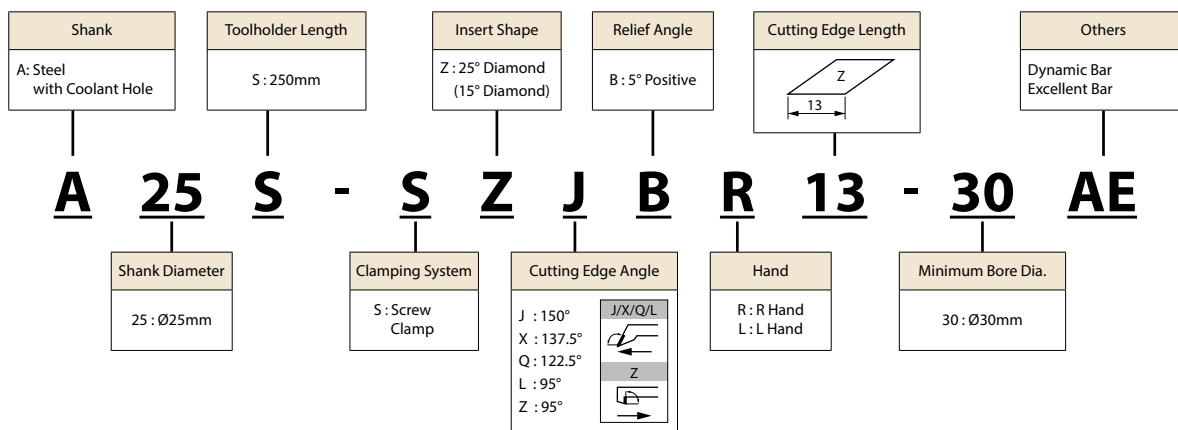 Shank
A: Steel
with Coolant Hole
Toolholder Length
S : 250mm
Insert Shape
Z : 25° Diamond
(15° Diamond)
Relief Angle
B : 5° Positive
Cutting Edge Length
Z
13
Others
Dynamic Bar
Excellent Bar
A 25 S - S Z J B R 13 - 30 AE
Shank Diameter
25 : Ø25mm
Clamping System
S : Screw
Clamp
Cutting Edge Angle
J : 150°
X : 137.5°
Q : 122.5°
L : 95°
Z : 95°
J/X/Q/L
Z
Hand
R : R Hand
L : L Hand
Minimum Bore Dia.
30 : Ø30mm